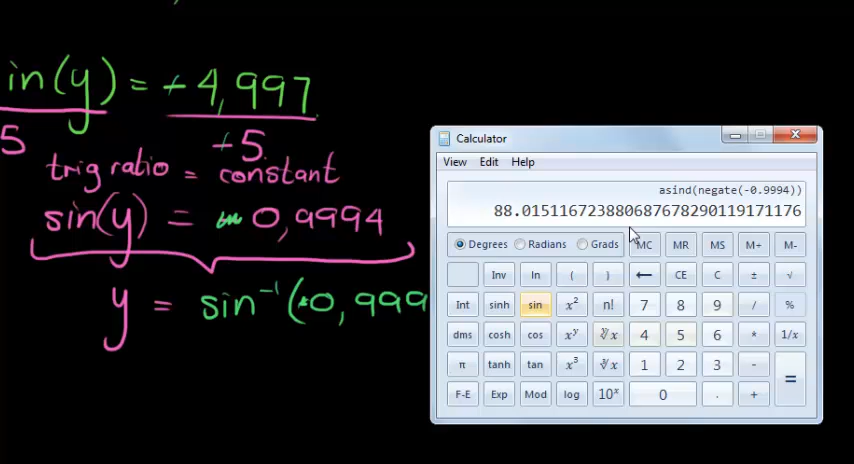 in(y) = + 4,997
5 +5
trig ratio = constant
sin(y) = 0,9994
y = sin⁻¹(0,999
Calculator
View Edit Help
asind(negate(-0.9994))
88.015116723880687678290119171176
Degrees Radians Grads MC MR MS M+ M-
Inv ln ( ) ← CE C ± √
Int sinh sin x² n! 7 8 9 / %
dms cosh cos xʸ ʸ√x 4 5 6 * 1/x
π tanh tan x³ ³√x 1 2 3 - =
F-E Exp Mod log 10ˣ 0 . +